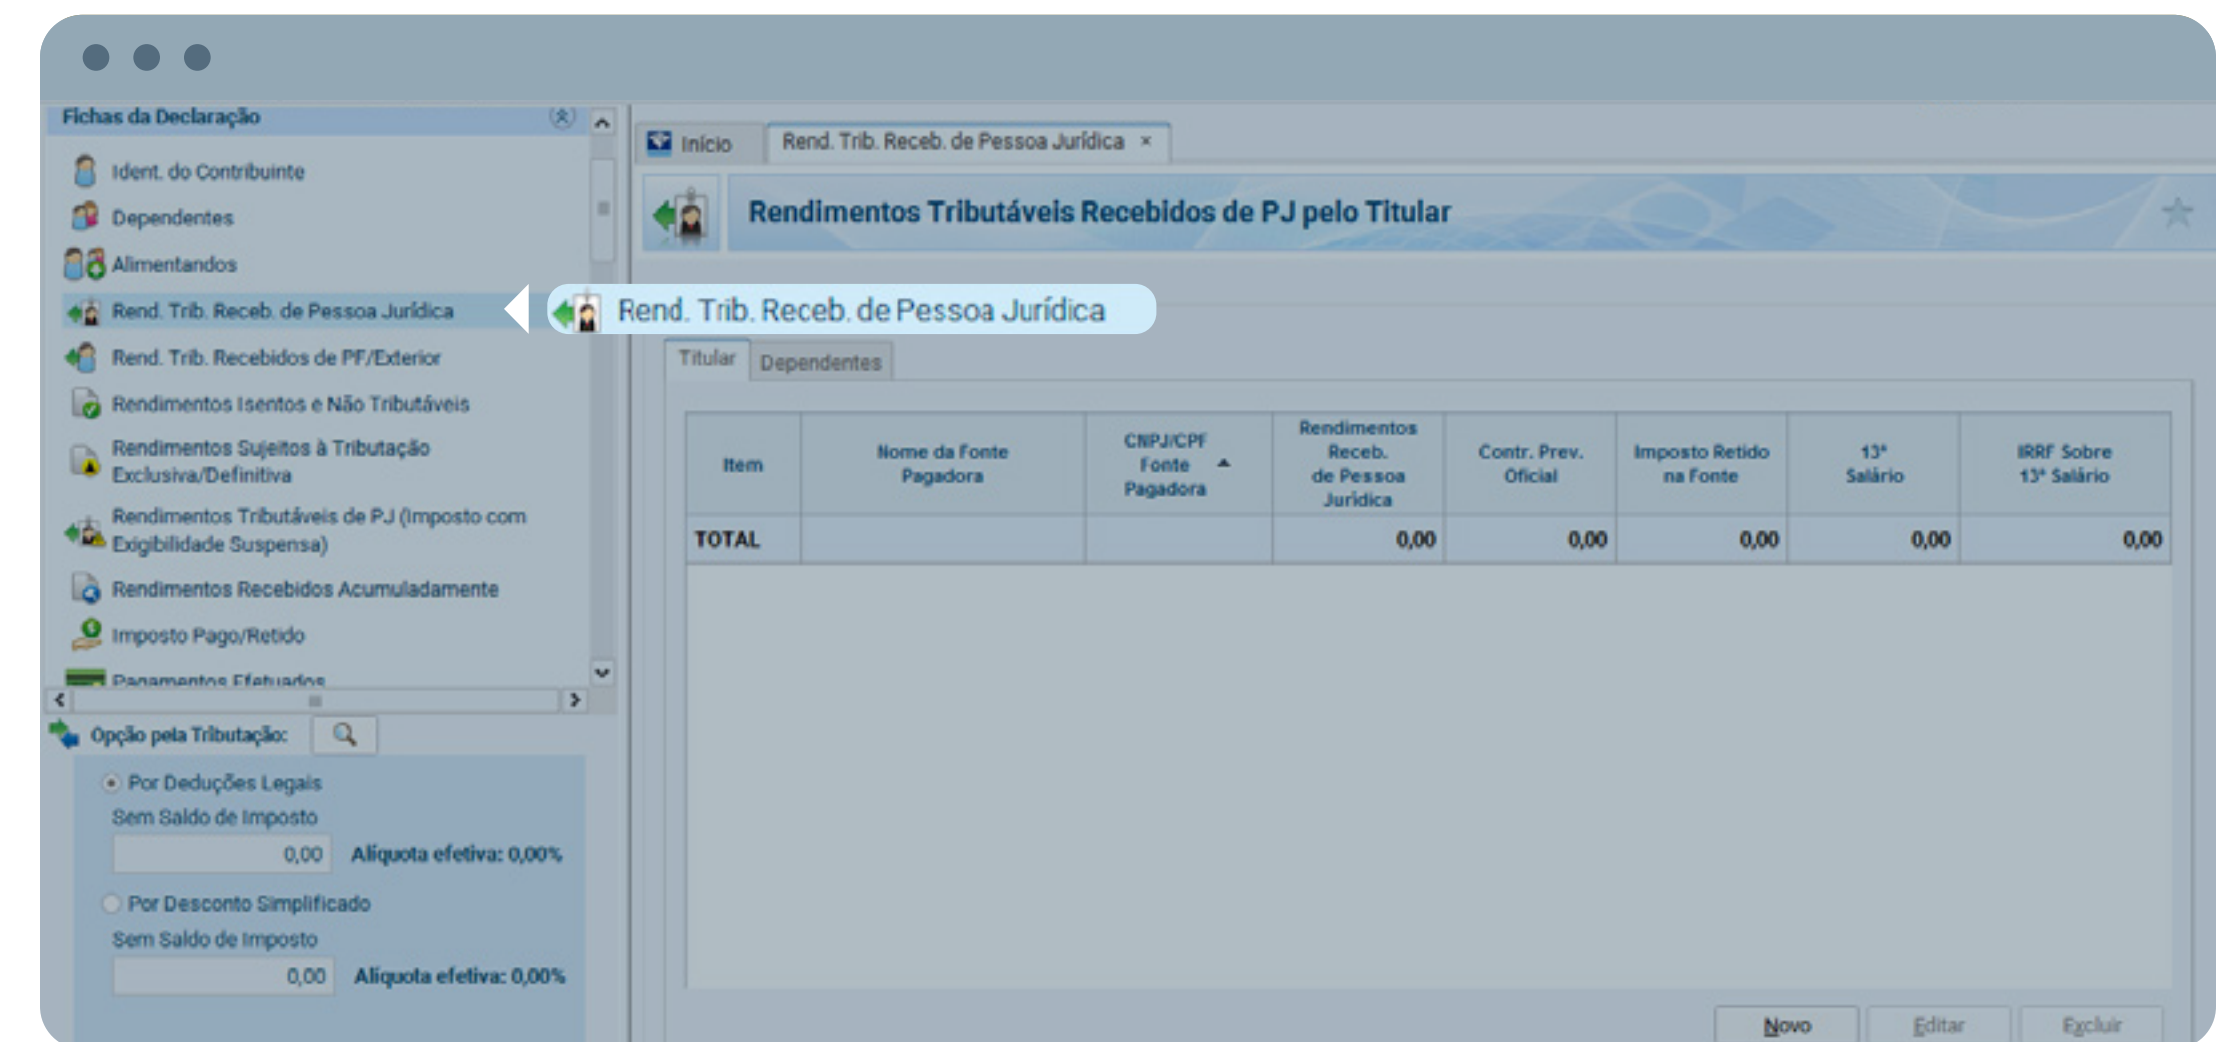 Fichas da Declaração
Ident. do Contribuinte
Dependentes
Alimentandos
Rend. Trib. Receb. de Pessoa Jurídica
Rend. Trib. Recebidos de PF/Exterior
Rendimentos Isentos e Não Tributáveis
Rendimentos Sujeitos à Tributação
Exclusiva/Definitiva
Rendimentos Tributáveis de PJ (Imposto com
Exigibilidade Suspensa)
Rendimentos Recebidos Acumuladamente
Imposto Pago/Retido
Pagamentos Efetuados
Opção pela Tributação:
Por Deduções Legais
Sem Saldo de Imposto
0,00 Alíquota efetiva: 0,00%
Por Desconto Simplificado
Sem Saldo de Imposto
0,00 Alíquota efetiva: 0,00%
Início
Rend. Trib. Receb. de Pessoa Jurídica ×
Rendimentos Tributáveis Recebidos de PJ pelo Titular
Rend. Trib. Receb. de Pessoa Jurídica
Titular
Dependentes
Item
Nome da Fonte
Pagadora
CNPJ/CPF
Fonte
Pagadora
Rendimentos
Receb.
de Pessoa
Jurídica
Contr. Prev.
Oficial
Imposto Retido
na Fonte
13º
Salário
IRRF Sobre
13º Salário
TOTAL 0,00 0,00 0,00 0,00 0,00
Novo
Editar
Excluir